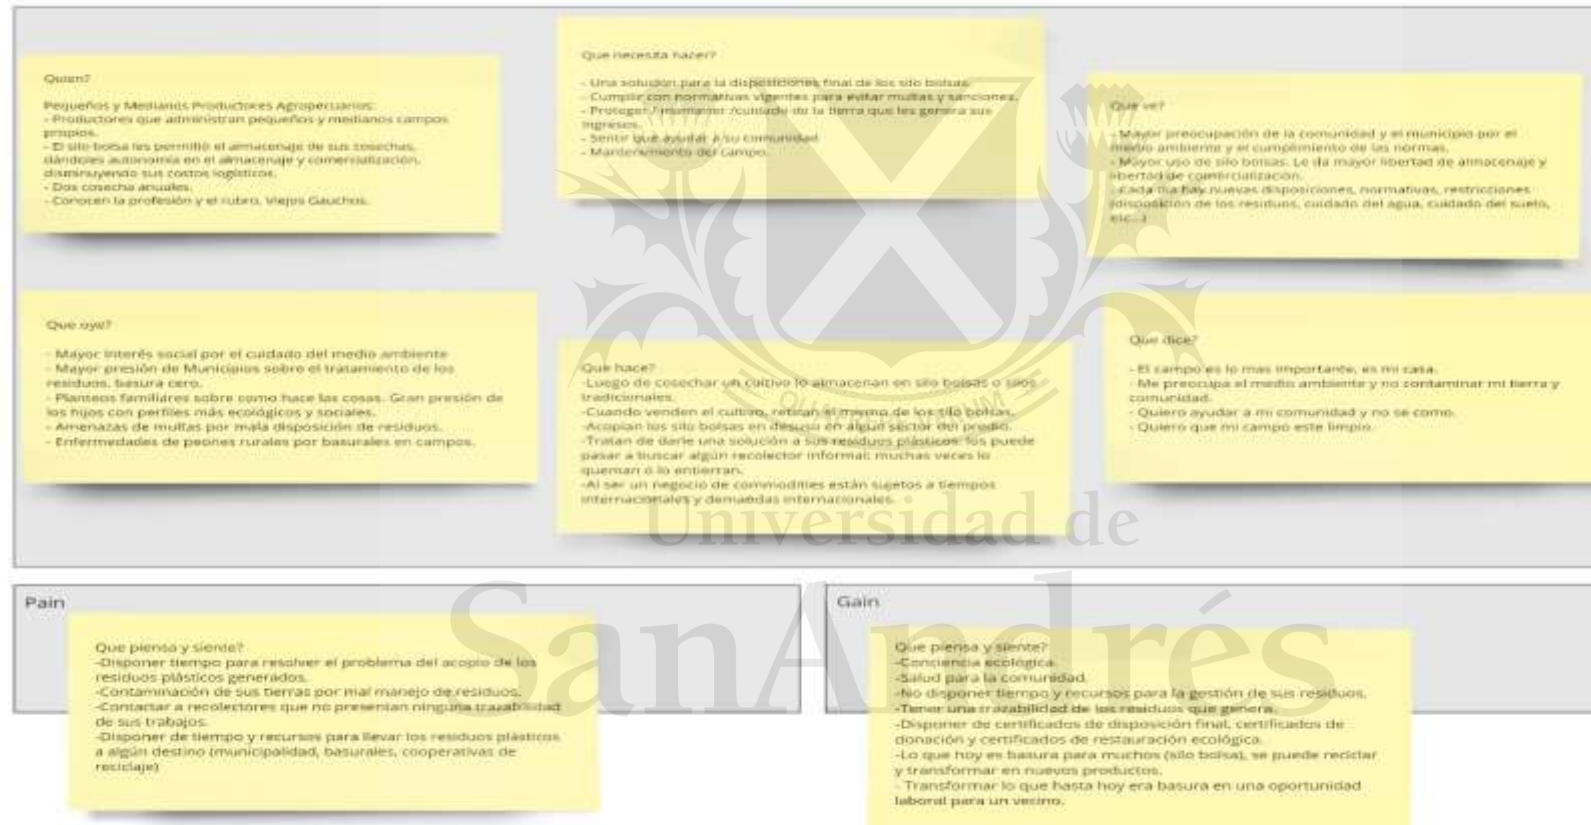 Quien?
Pequeños y Medianos Productores Agropecuarios:
- Productores que administran pequeños y medianos campos
propios.
- El silo bolsa les permitió el almacenaje de sus cosechas,
dándoles autonomía en el almacenaje y comercialización,
disminuyendo sus costos logísticos.
- Dos cosecha anuales.
- Conocen la profesión y el rubro, Viejos Gauchos.
Que necesita hacer?
- Una solución para la disposiciones final de los silo bolsas.
- Cumplir con normativas vigentes para evitar multas y sanciones.
- Proteger / mantener /cuidado de la tierra que les genera sus
ingresos.
- Sentir que ayudar a su comunidad
- Mantenimiento del campo.
Que ve?
- Mayor preocupación de la comunidad y el municipio por el
medio ambiente y el cumplimiento de las normas.
- Mayor uso de silo bolsas. Le da mayor libertad de almacenaje y
libertad de comercialización.
- Cada dia hay nuevas disposiciones, normativas, restricciones
(disposición de los residuos, cuidado del agua, cuidado del suelo,
etc...)
Que oye?
- Mayor interés social por el cuidado del medio ambiente
- Mayor presión de Municipios sobre el tratamiento de los
residuos, basura cero.
- Planteos familiares sobre como hace las cosas. Gran presión de
los hijos con perfiles más ecológicos y sociales.
- Amenazas de multas por mala disposición de residuos.
- Enfermedades de peones rurales por basurales en campos.
Que hace?
-Luego de cosechar un cultivo lo almacenan en silo bolsas o silos
tradicionales.
-Cuando venden el cultivo, retiran el mismo de los silo bolsas.
-Acopian los silo bolsas en desuso en algún sector del predio.
-Tratan de darle una solución a sus residuos plásticos: los puede
pasar a buscar algún recolector informal; muchas veces lo
queman o lo entierran.
-Al ser un negocio de commodities están sujetos a tiempos
internacionales y demandas internacionales.
Que dice?
- El campo es lo mas importante, es mi casa.
- Me preocupa el medio ambiente y no contaminar mi tierra y
comunidad.
- Quiero ayudar a mi comunidad y no se como.
- Quiero que mi campo este limpio.
Universidad de
SanAndrés
Pain
Que piensa y siente?
-Disponer tiempo para resolver el problema del acopio de los
residuos plásticos generados.
-Contaminación de sus tierras por mal manejo de residuos.
-Contactar a recolectores que no presentan ninguna trazabilidad
de sus trabajos.
-Disponer de tiempo y recursos para llevar los residuos plásticos
a algún destino (municipalidad, basurales, cooperativas de
reciclaje)
Gain
Que piensa y siente?
-Conciencia ecológica.
-Salud para la comunidad.
-No disponer tiempo y recursos para la gestión de sus residuos.
-Tener una trazabilidad de los residuos que genera.
-Disponer de certificados de disposición final, certificados de
donación y certificados de restauración ecológica.
-Lo que hoy es basura para muchos (silo bolsa), se puede reciclar
y transformar en nuevos productos.
- Transformar lo que hasta hoy era basura en una oportunidad
laboral para un vecino.